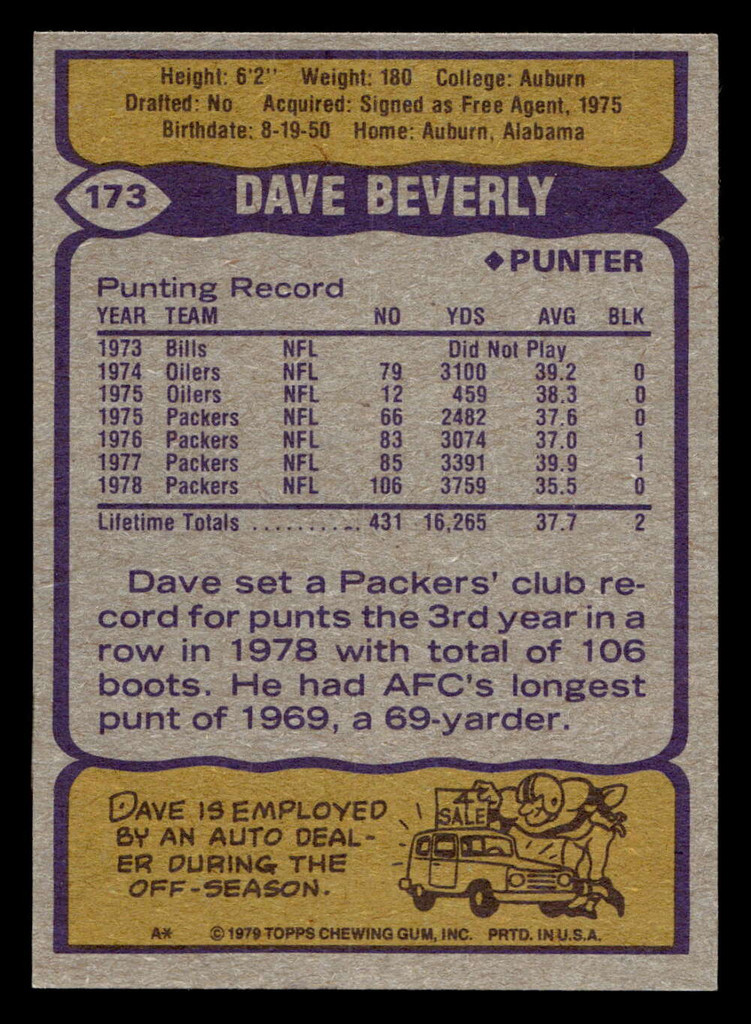 Height: 6'2" Weight: 180 College: Auburn
Drafted: No Acquired: Signed as Free Agent, 1975
Birthdate: 8-19-50 Home: Auburn, Alabama
173 DAVE BEVERLY
◆PUNTER
Punting Record
YEAR TEAM NO YDS AVG BLK
1973 Bills NFL Did Not Play
1974 Oilers NFL 79 3100 39.2 0
1975 Oilers NFL 12 459 38.3 0
1975 Packers NFL 66 2482 37.6 0
1976 Packers NFL 83 3074 37.0 1
1977 Packers NFL 85 3391 39.9 1
1978 Packers NFL 106 3759 35.5 0
Lifetime Totals .......... 431 16,265 37.7 2
Dave set a Packers' club re-
cord for punts the 3rd year in a
row in 1978 with total of 106
boots. He had AFC's longest
punt of 1969, a 69-yarder.
DAVE IS EMPLOYED
BY AN AUTO DEAL-
ER DURING THE
OFF-SEASON.
4
SALE
A* © 1979 TOPPS CHEWING GUM, INC. PRTD. IN U.S.A.